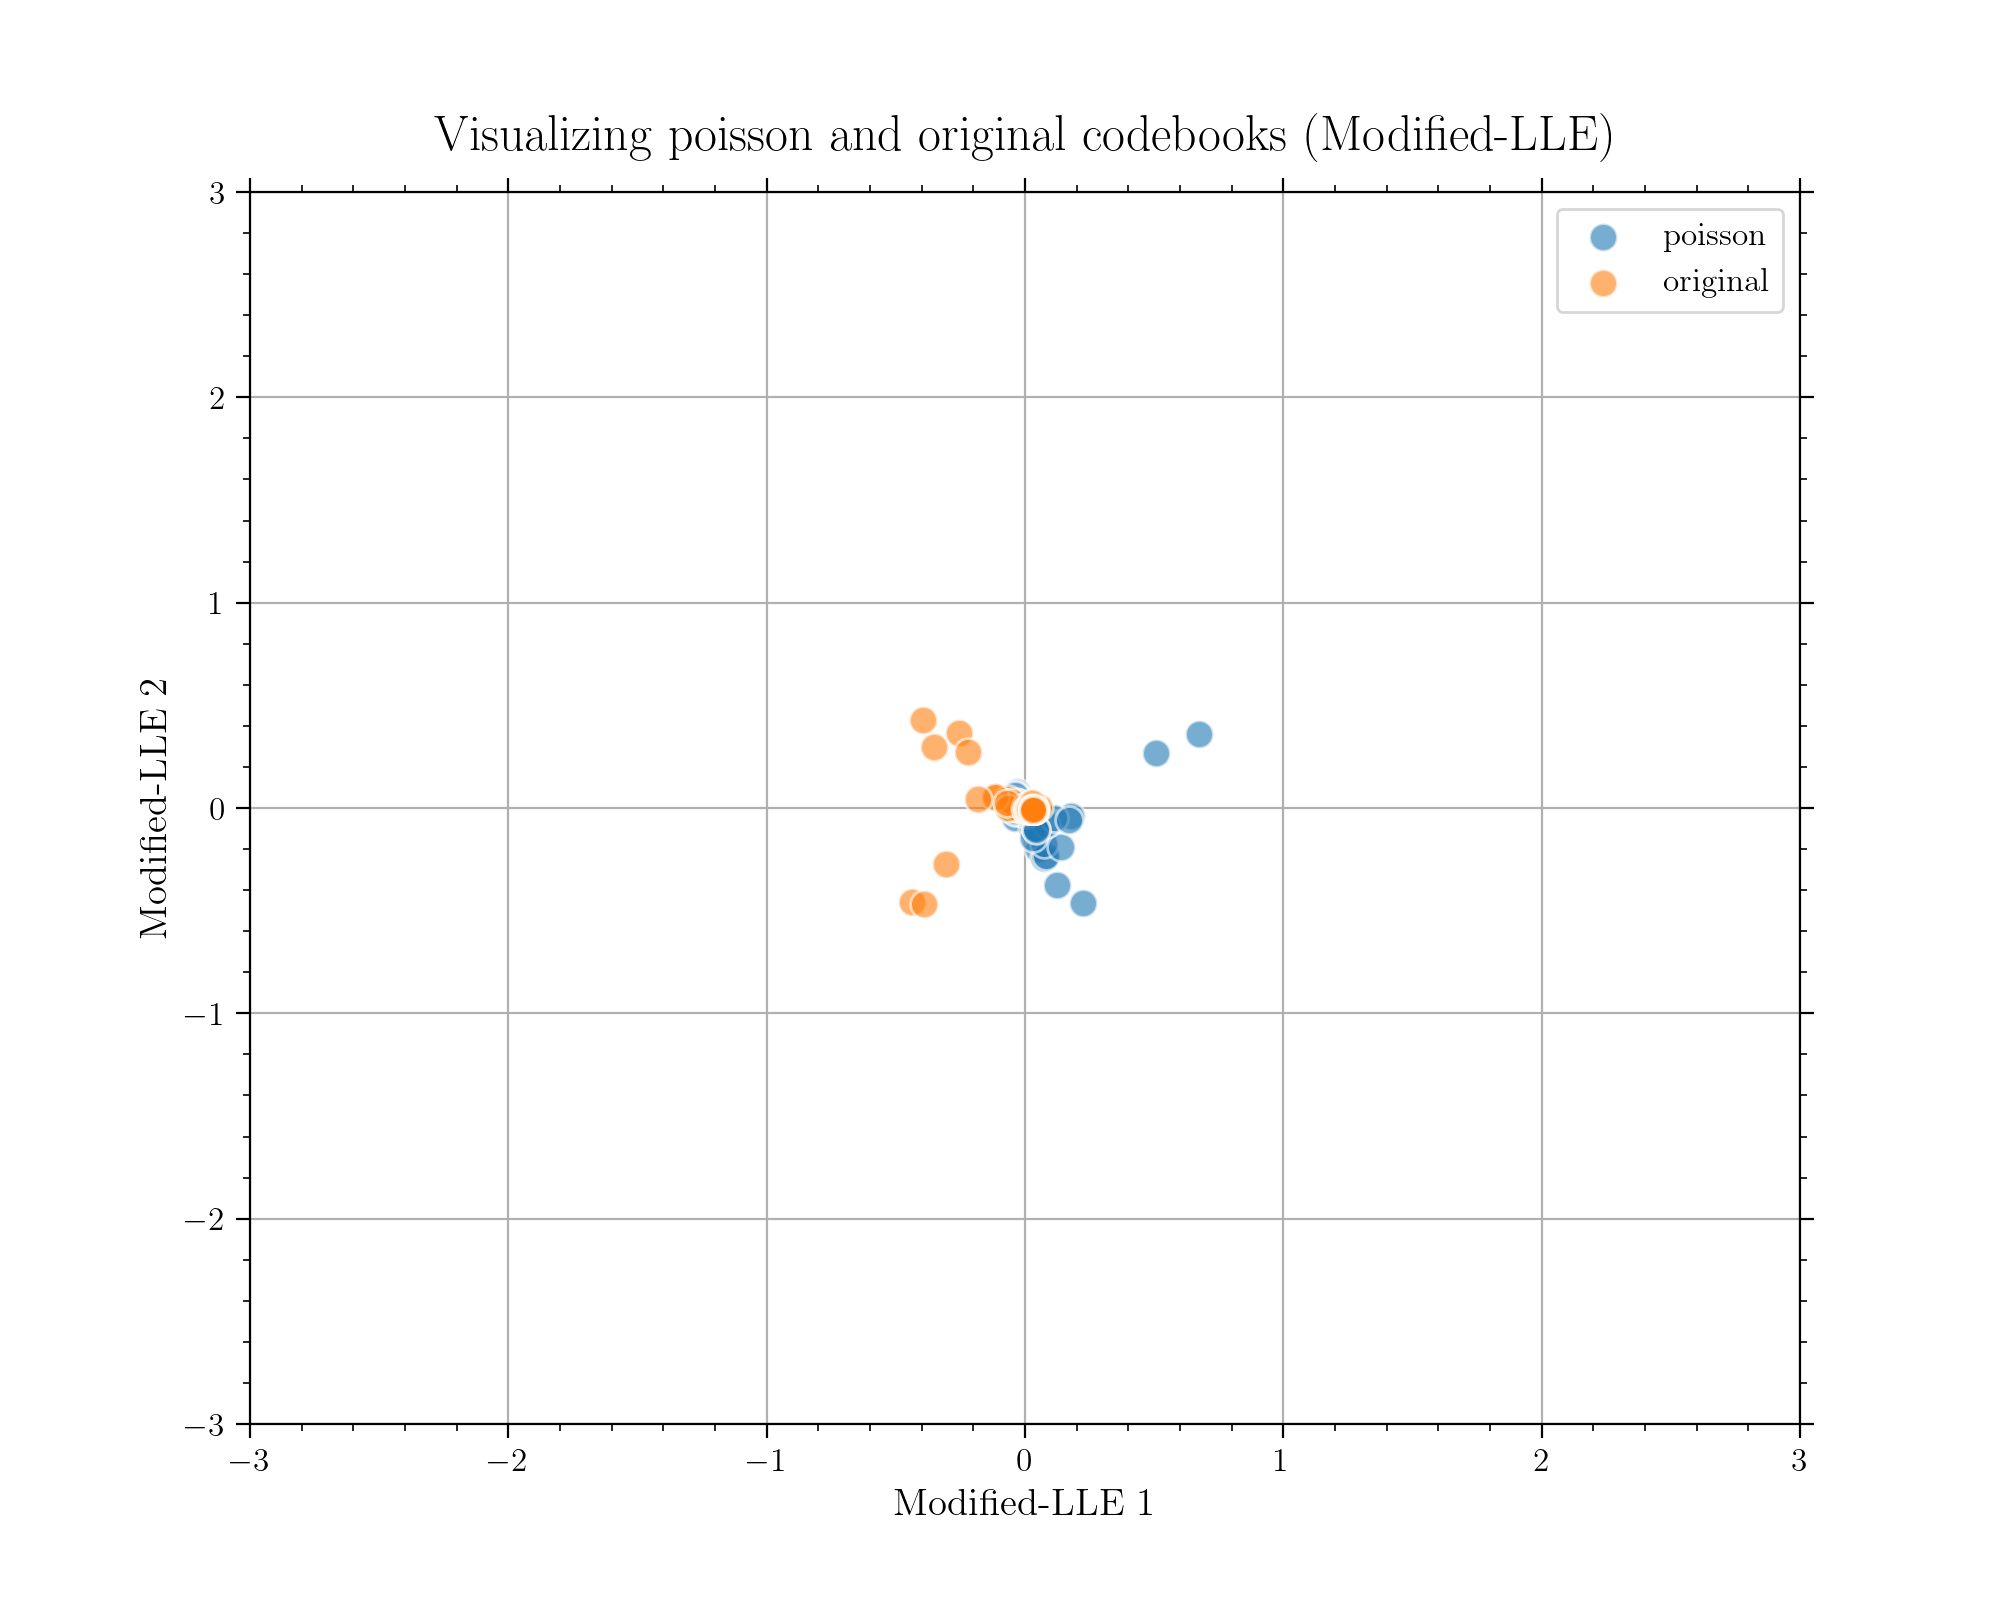 Visualizing poisson and original codebooks (Modified-LLE)
poisson
original
Modified-LLE 2
3
2
1
0
−1
−2
−3
−3
−2
−1
0
1
2
3
Modified-LLE 1